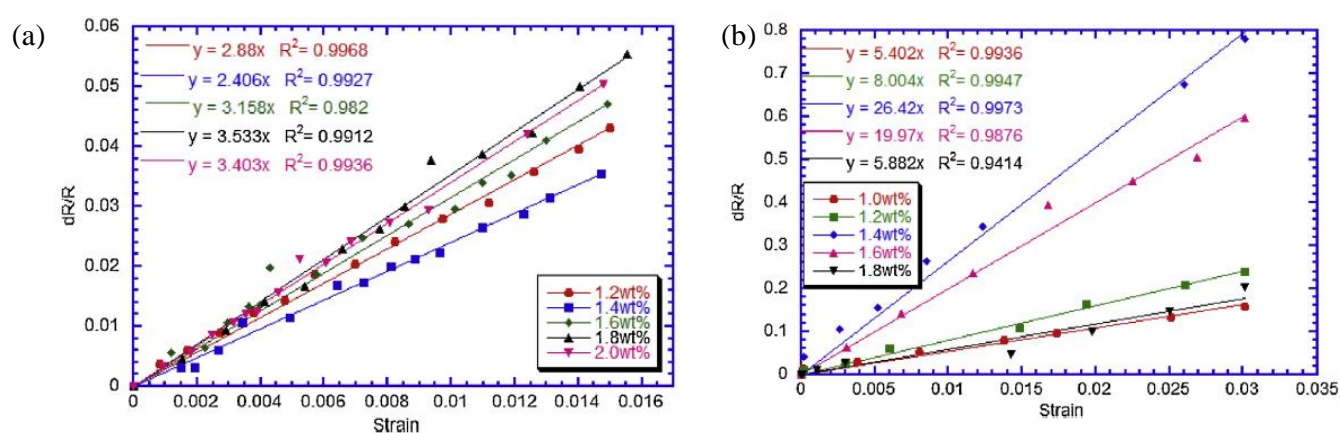 (a)
y = 2.88x R² = 0.9968
y = 2.406x R² = 0.9927
y = 3.158x R² = 0.982
y = 3.533x R² = 0.9912
y = 3.403x R² = 0.9936
0.06
0.05
0.04
0.03
0.02
0.01
0
dR/R
1.2wt%
1.4wt%
1.6wt%
1.8wt%
2.0wt%
0 0.002 0.004 0.006 0.008 0.01 0.012 0.014 0.016
Strain
(b)
y = 5.402x R² = 0.9936
y = 8.004x R² = 0.9947
y = 26.42x R² = 0.9973
y = 19.97x R² = 0.9876
y = 5.882x R² = 0.9414
0.8
0.7
0.6
0.5
0.4
0.3
0.2
0.1
0
dR/R
1.0wt%
1.2wt%
1.4wt%
1.6wt%
1.8wt%
0 0.005 0.01 0.015 0.02 0.025 0.03 0.035
Strain